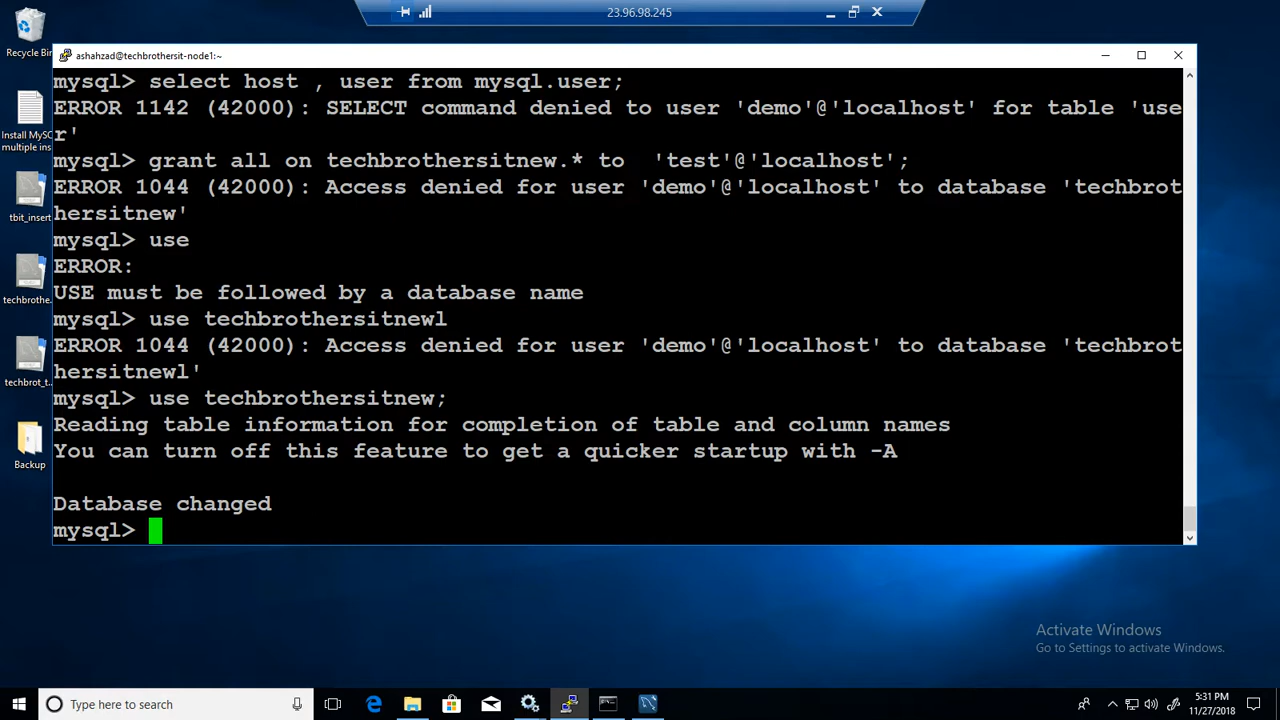 23.96.98.245
Recycle Bin
ashahzad@techbrothersit-node1:~
mysql> select host , user from mysql.user;
ERROR 1142 (42000): SELECT command denied to user 'demo'@'localhost' for table 'use
r'
mysql> grant all on techbrothersitnew.* to  'test'@'localhost';
ERROR 1044 (42000): Access denied for user 'demo'@'localhost' to database 'techbrot
hersitnew'
mysql> use
ERROR:
USE must be followed by a database name
mysql> use techbrothersitnewl
ERROR 1044 (42000): Access denied for user 'demo'@'localhost' to database 'techbrot
hersitnewl'
mysql> use techbrothersitnew;
Reading table information for completion of table and column names
You can turn off this feature to get a quicker startup with -A
Database changed
mysql>
Install MySC
multiple ins
tbit_insert
techbrothe..
techbrot_t
Backup
Activate Windows
Go to Settings to activate Windows.
Type here to search
5:31 PM
11/27/2018